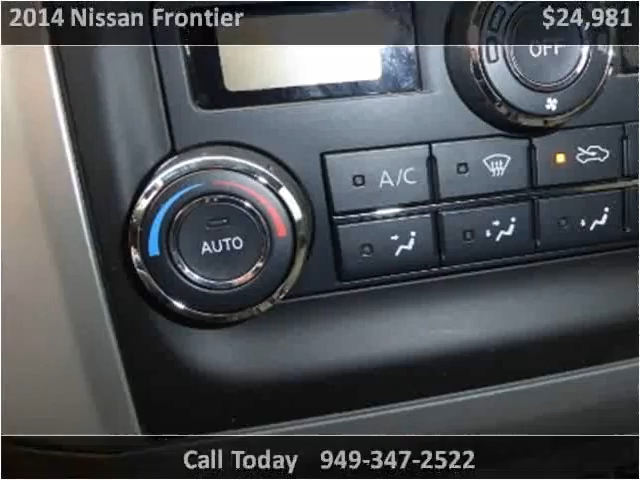 2014 Nissan Frontier $24,981
OFF
A/C
AUTO
Call Today 949-347-2522